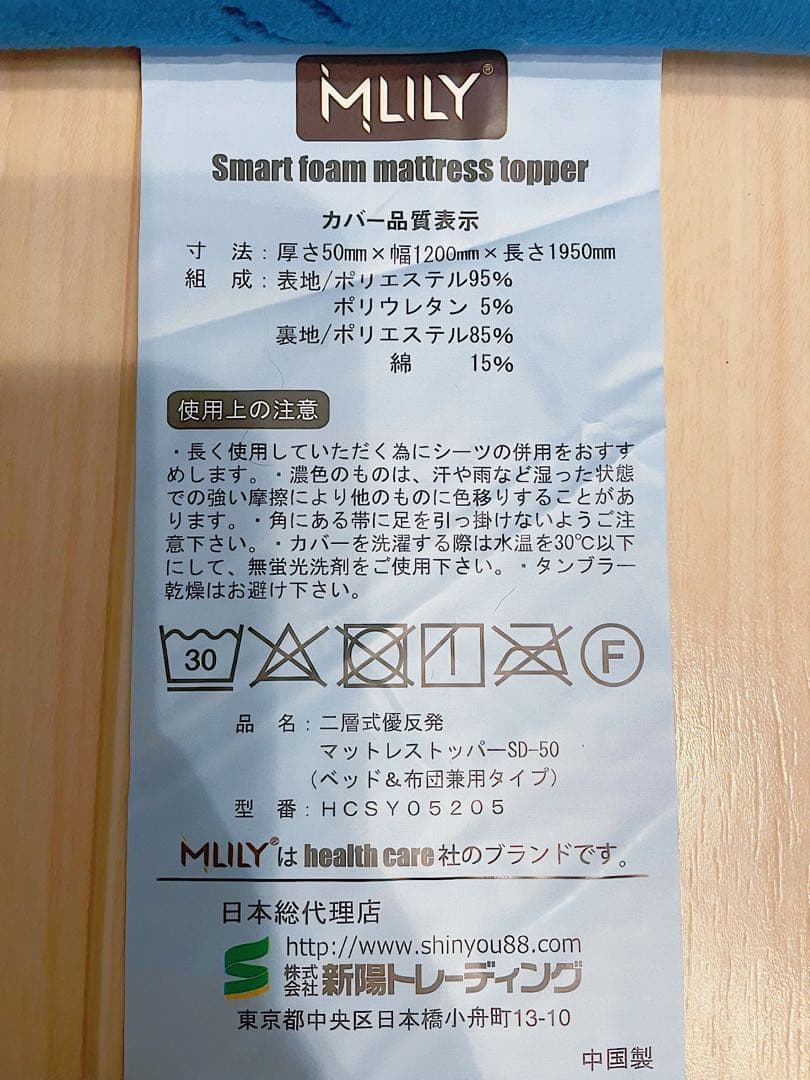 MLILY®
Smart foam mattress topper
カバー品質表示
寸 法：厚さ50㎜×幅1200㎜×長さ1950㎜
組 成：表地/ポリエステル95%
ポリウレタン 5%
裏地/ポリエステル85%
綿 15%
使用上の注意
・長く使用していただく為にシーツの併用をおすす
めします。・濃色のものは、汗や雨など湿った状態
での強い摩擦により他のものに色移りすることがあ
ります。・角にある帯に足を引っ掛けないようご注
意下さい。・カバーを洗濯する際は水温を30℃以下
にして、無蛍光洗剤をご使用下さい。・タンブラー
乾燥はお避け下さい。
30 F
品 名：二層式優反発
マットレストッパーSD-50
（ベッド＆布団兼用タイプ）
型 番：ＨＣＳＹ０５２０５
MLILY®は health care 社のブランドです。
日本総代理店
http://www.shinyou88.com
株式会社 新陽トレーディング
東京都中央区日本橋小舟町13-10
中国製